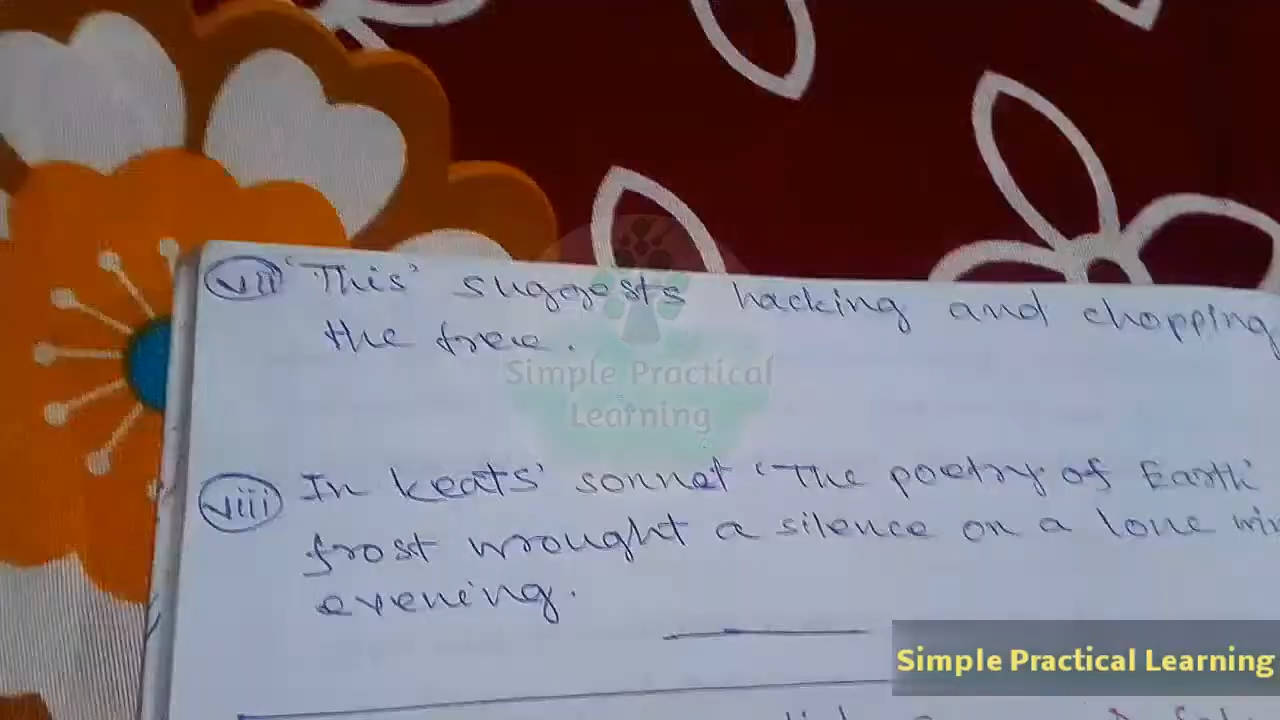 vii 'This' suggests hacking and chopping
the tree.
Simple Practical
Learning
viii In Keats' sonnet 'The poetry of Earth'
frost wrought a silence on a lone
evening.
Simple Practical Learning